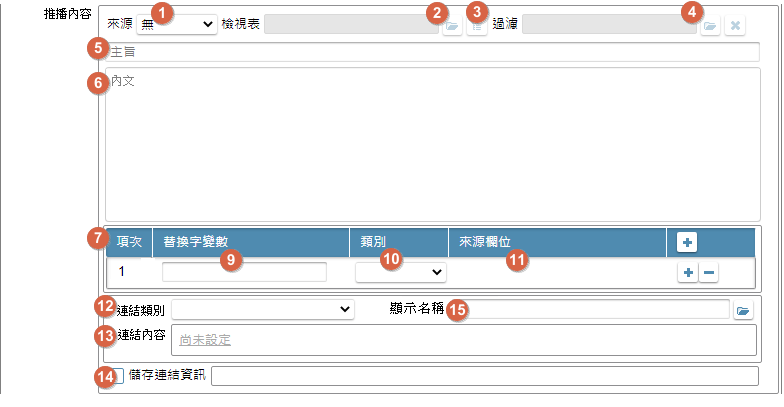 推播內容
1 2 3 4
來源 無 檢視表 過濾
5 主旨
6 內文
7 項次 替換字變數 類別 來源欄位
1 9 10 11
12 連結類別 顯示名稱 15
13 連結內容 尚未設定
14 儲存連結資訊